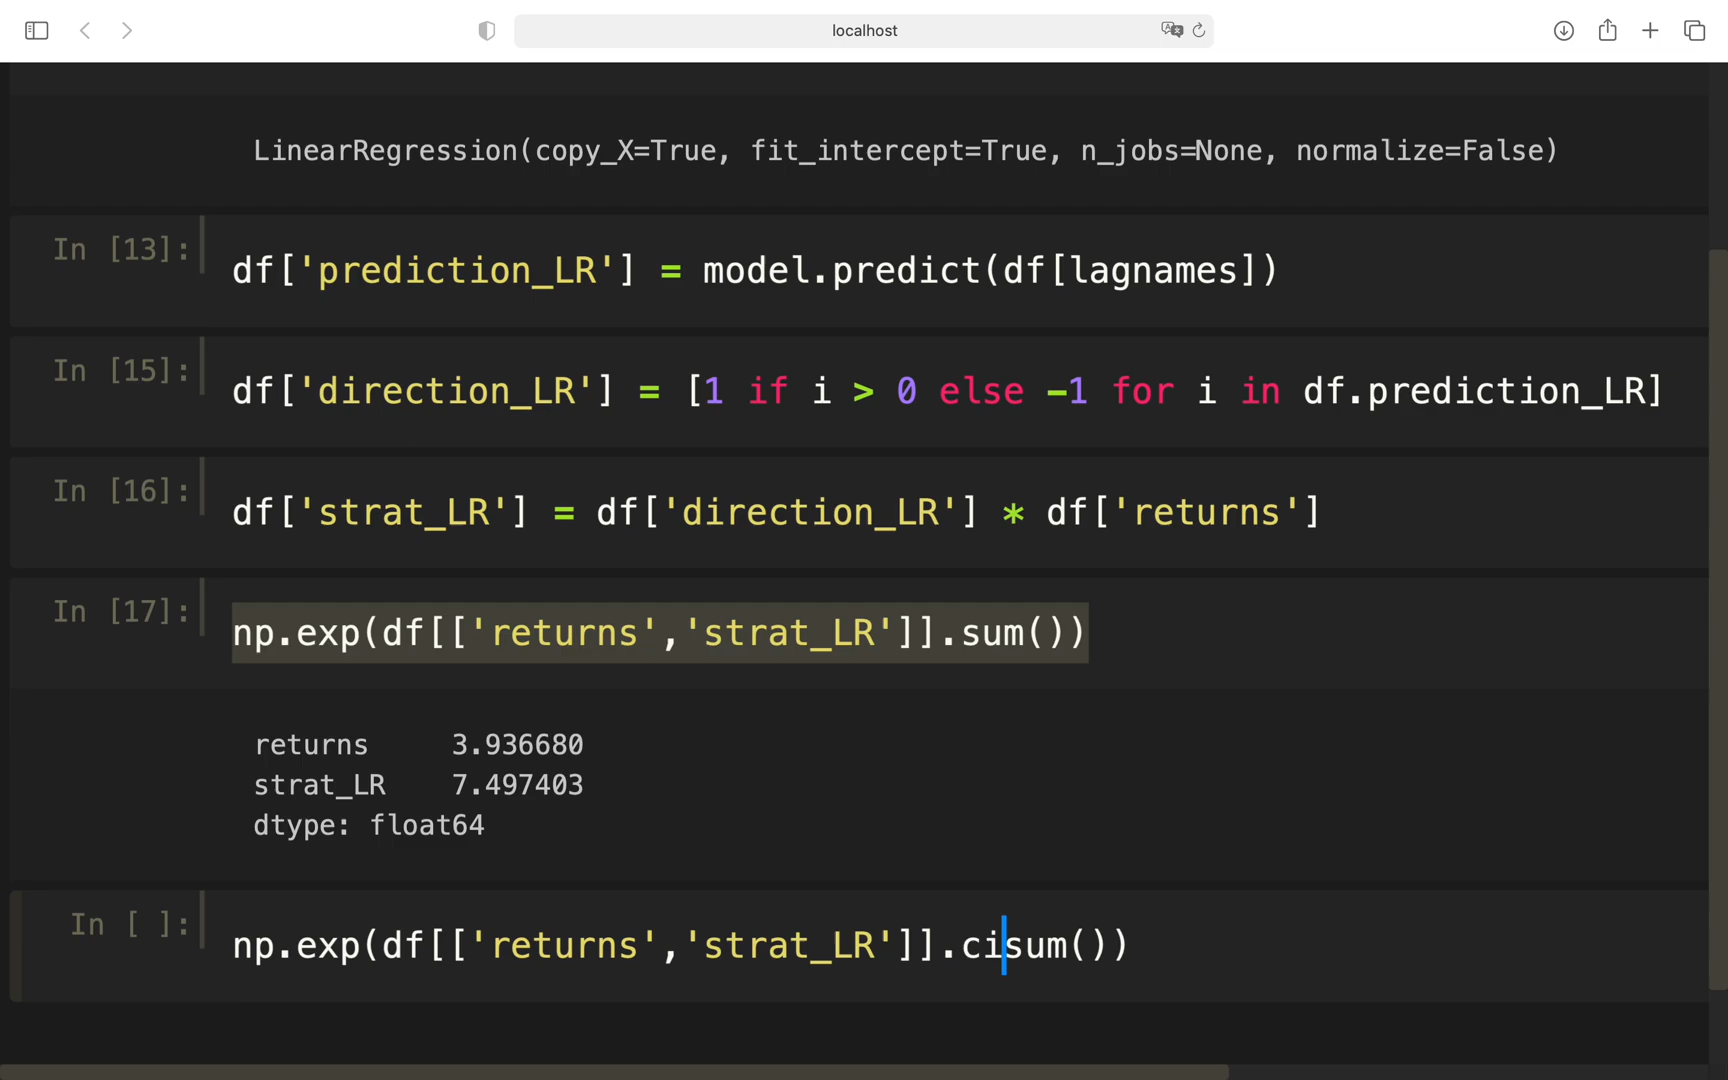 localhost
LinearRegression(copy_X=True, fit_intercept=True, n_jobs=None, normalize=False)
In [13]:
df['prediction_LR'] = model.predict(df[lagnames])
In [15]:
df['direction_LR'] = [1 if i > 0 else -1 for i in df.prediction_LR]
In [16]:
df['strat_LR'] = df['direction_LR'] * df['returns']
In [17]:
np.exp(df[['returns','strat_LR']].sum())
returns 3.936680
strat_LR 7.497403
dtype: float64
In [ ]:
np.exp(df[['returns','strat_LR']].cisum())